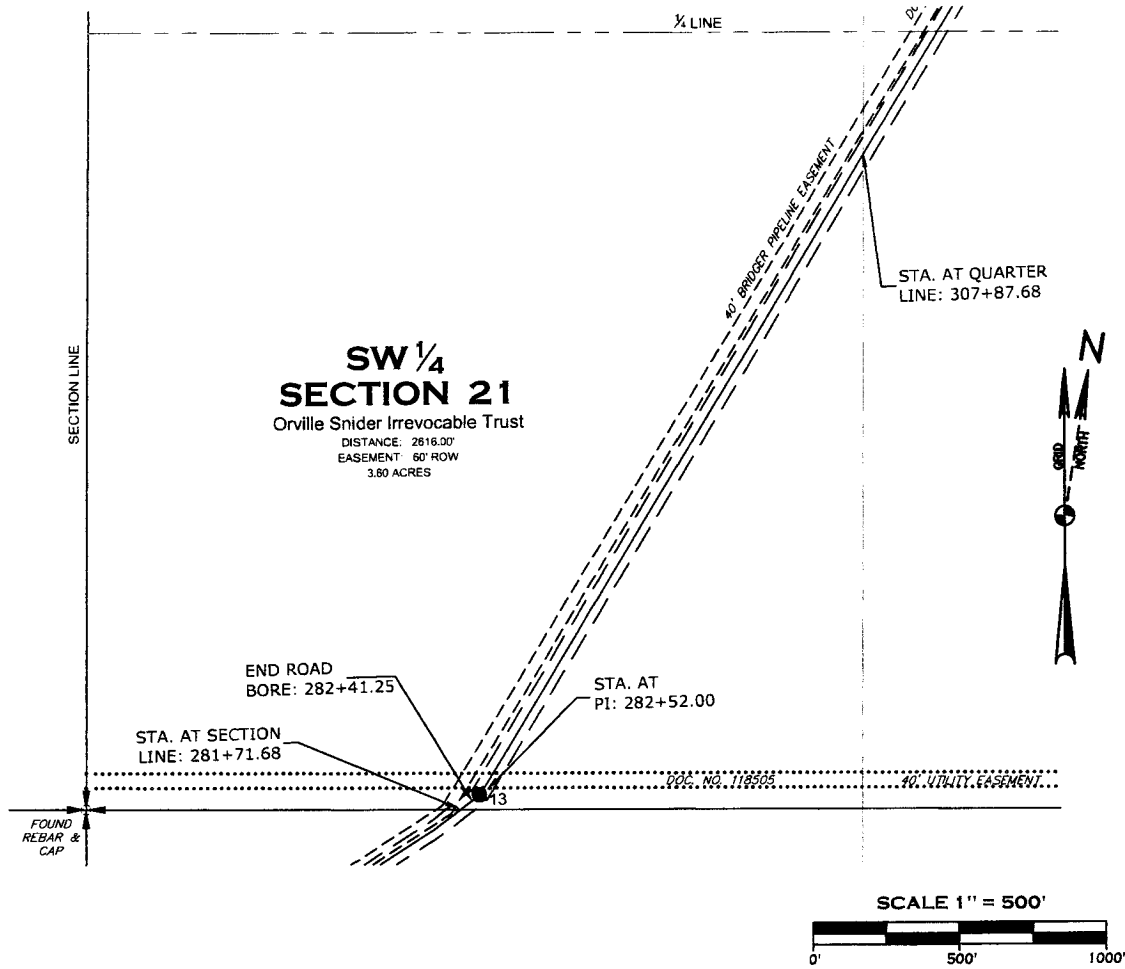 ¼ LINE
SECTION LINE
40' BRIDGER PIPELINE EASEMENT
STA. AT QUARTER
LINE: 307+87.68
SW ¼
SECTION 21
Orville Snider Irrevocable Trust
DISTANCE: 2616.00'
EASEMENT: 60' ROW
3.60 ACRES
N
GRID
NORTH
END ROAD
BORE: 282+41.25
STA. AT
PI: 282+52.00
STA. AT SECTION
LINE: 281+71.68
DOC. NO. 118505
40' UTILITY EASEMENT
13
FOUND
REBAR &
CAP
SCALE 1" = 500'
0'
500'
1000'